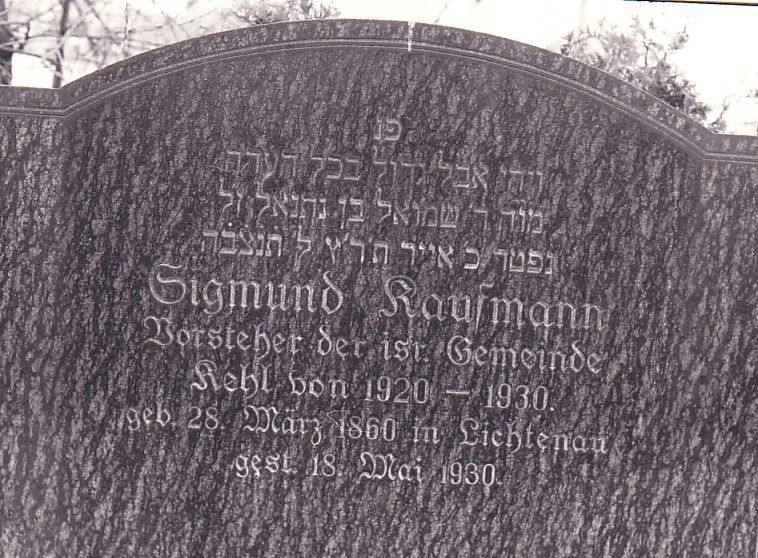 פנ
ויהי אבל גדול בכל העדה
ר שמואל בן נתנאל זל
נפטר כ אייר תר״ץ ל תנצבה
Sigmund Kaufmann
Vorsteher der isr. Gemeinde
Kehl von 1920 – 1930.
geb. 28. März 1860 in Lichtenau
gest. 18. Mai 1930.